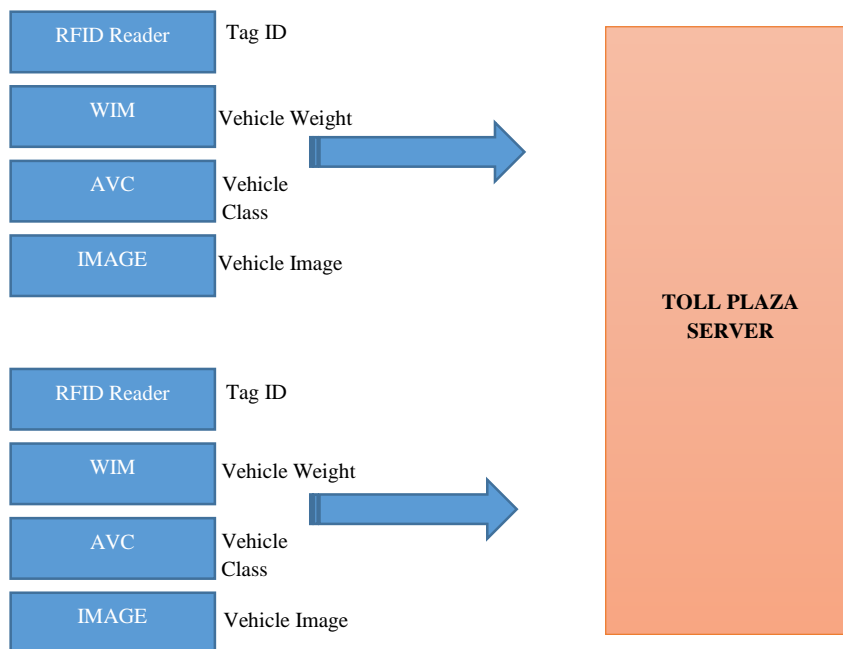 RFID Reader
Tag ID
WIM
Vehicle Weight
AVC
Vehicle
Class
IMAGE
Vehicle Image
TOLL PLAZA
SERVER
RFID Reader
Tag ID
WIM
Vehicle Weight
AVC
Vehicle
Class
IMAGE
Vehicle Image